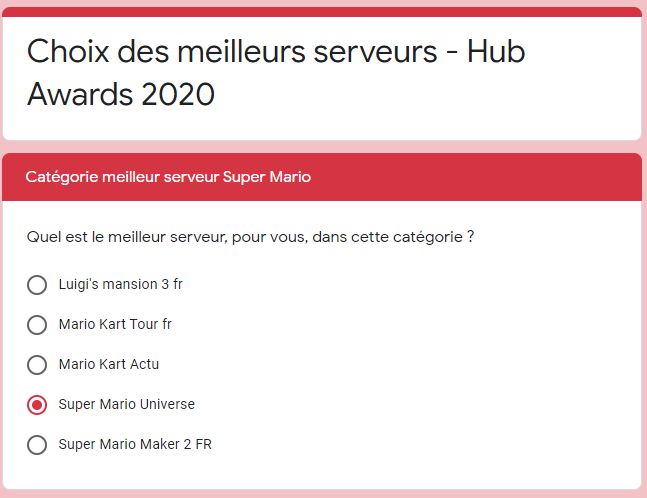 Choix des meilleurs serveurs - Hub
Awards 2020
Catégorie meilleur serveur Super Mario
Quel est le meilleur serveur, pour vous, dans cette catégorie ?
Luigi's mansion 3 fr
Mario Kart Tour fr
Mario Kart Actu
Super Mario Universe
Super Mario Maker 2 FR